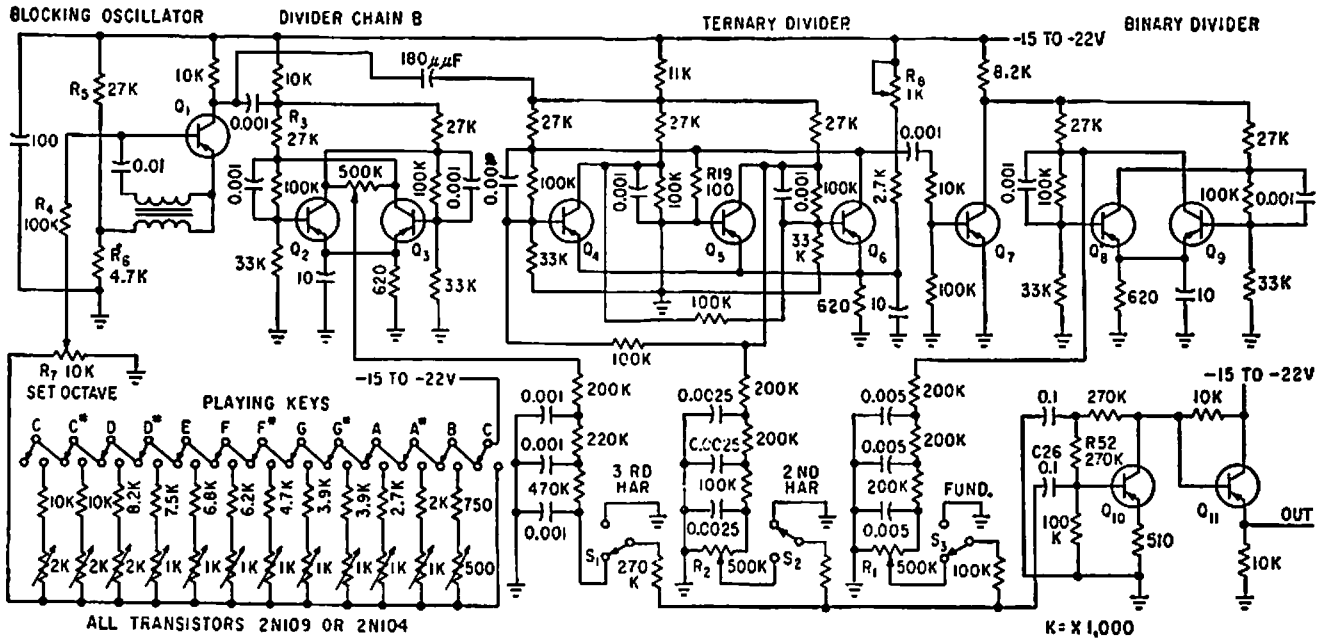 BLOCKING OSCILLATOR
DIVIDER CHAIN B
TERNARY DIVIDER
-15 TO -22V
BINARY DIVIDER
180µµF
10K
10K
11K
R8
1K
8.2K
R5
27K
Q1
0.001
R3
27K
27K
27K
27K
27K
0.001
27K
27K
100
0.01
0.001
100K
500K
100K
0.001
0.001
100K
0.001
100K
R19
100
0.001
100K
2.7K
10K
0.001
100K
100K
0.001
R4
100K
R6
4.7K
Q2
Q3
Q4
Q5
Q6
Q7
Q8
Q9
33K
10
620
33K
33K
33
K
620
10
100K
33K
620
10
33K
100K
100K
R7 10K
SET OCTAVE
-15 TO -22V
PLAYING KEYS
C
C#
D
D#
E
F
F#
G
G#
A
A#
B
C
10K
10K
8.2K
7.5K
6.8K
6.2K
4.7K
3.9K
3.9K
2.7K
2K
750
2K
2K
2K
1K
1K
1K
1K
1K
1K
1K
1K
500
ALL TRANSISTORS 2N109 OR 2N104
200K
0.001
220K
0.001
470K
0.001
3 RD
HAR
S1
270
K
200K
0.0025
200K
0.0025
100K
0.0025
2ND
HAR
R2
500K
S2
200K
0.005
200K
0.005
200K
0.005
FUND.
S3
R1
500K
100K
-15 TO -22V
0.1
270K
10K
C26
0.1
R52
270K
100
K
Q10
510
Q11
OUT
10K
K = X 1,000